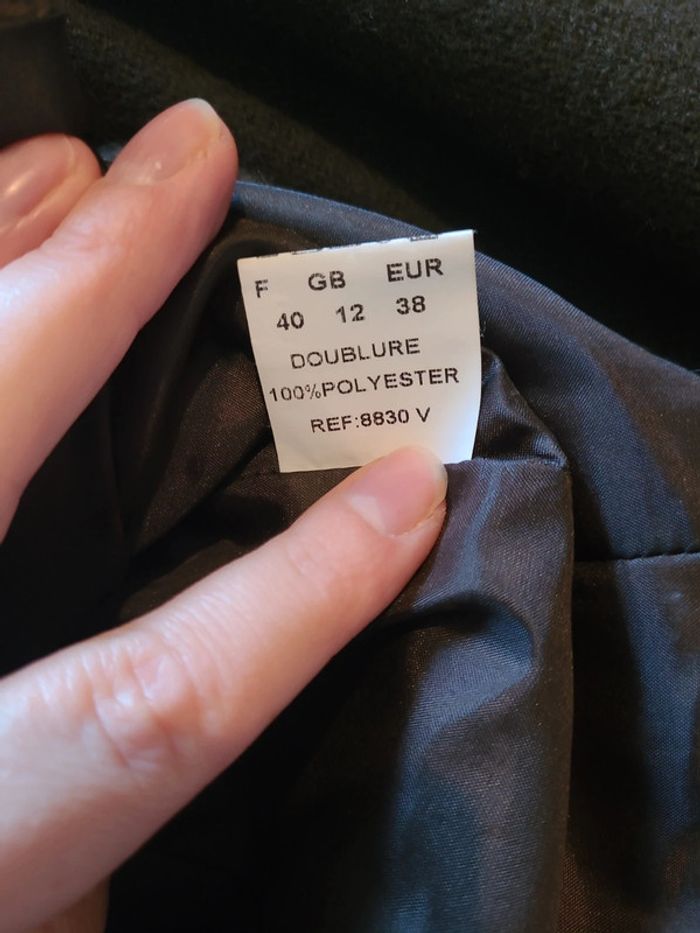 F GB EUR
40 12 38
DOUBLURE
100%POLYESTER
REF:8830 V